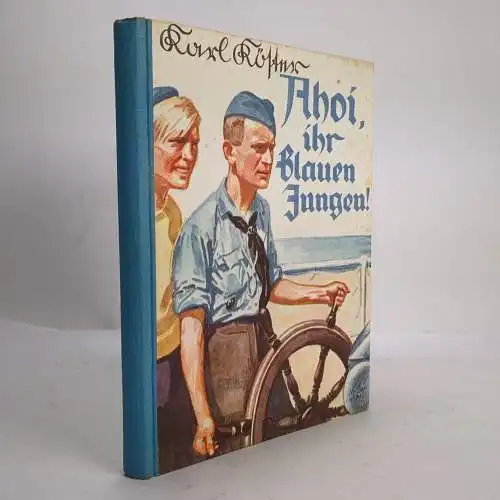 Karl Köster
Ahoi,
ihr
Blauen
Jungen!